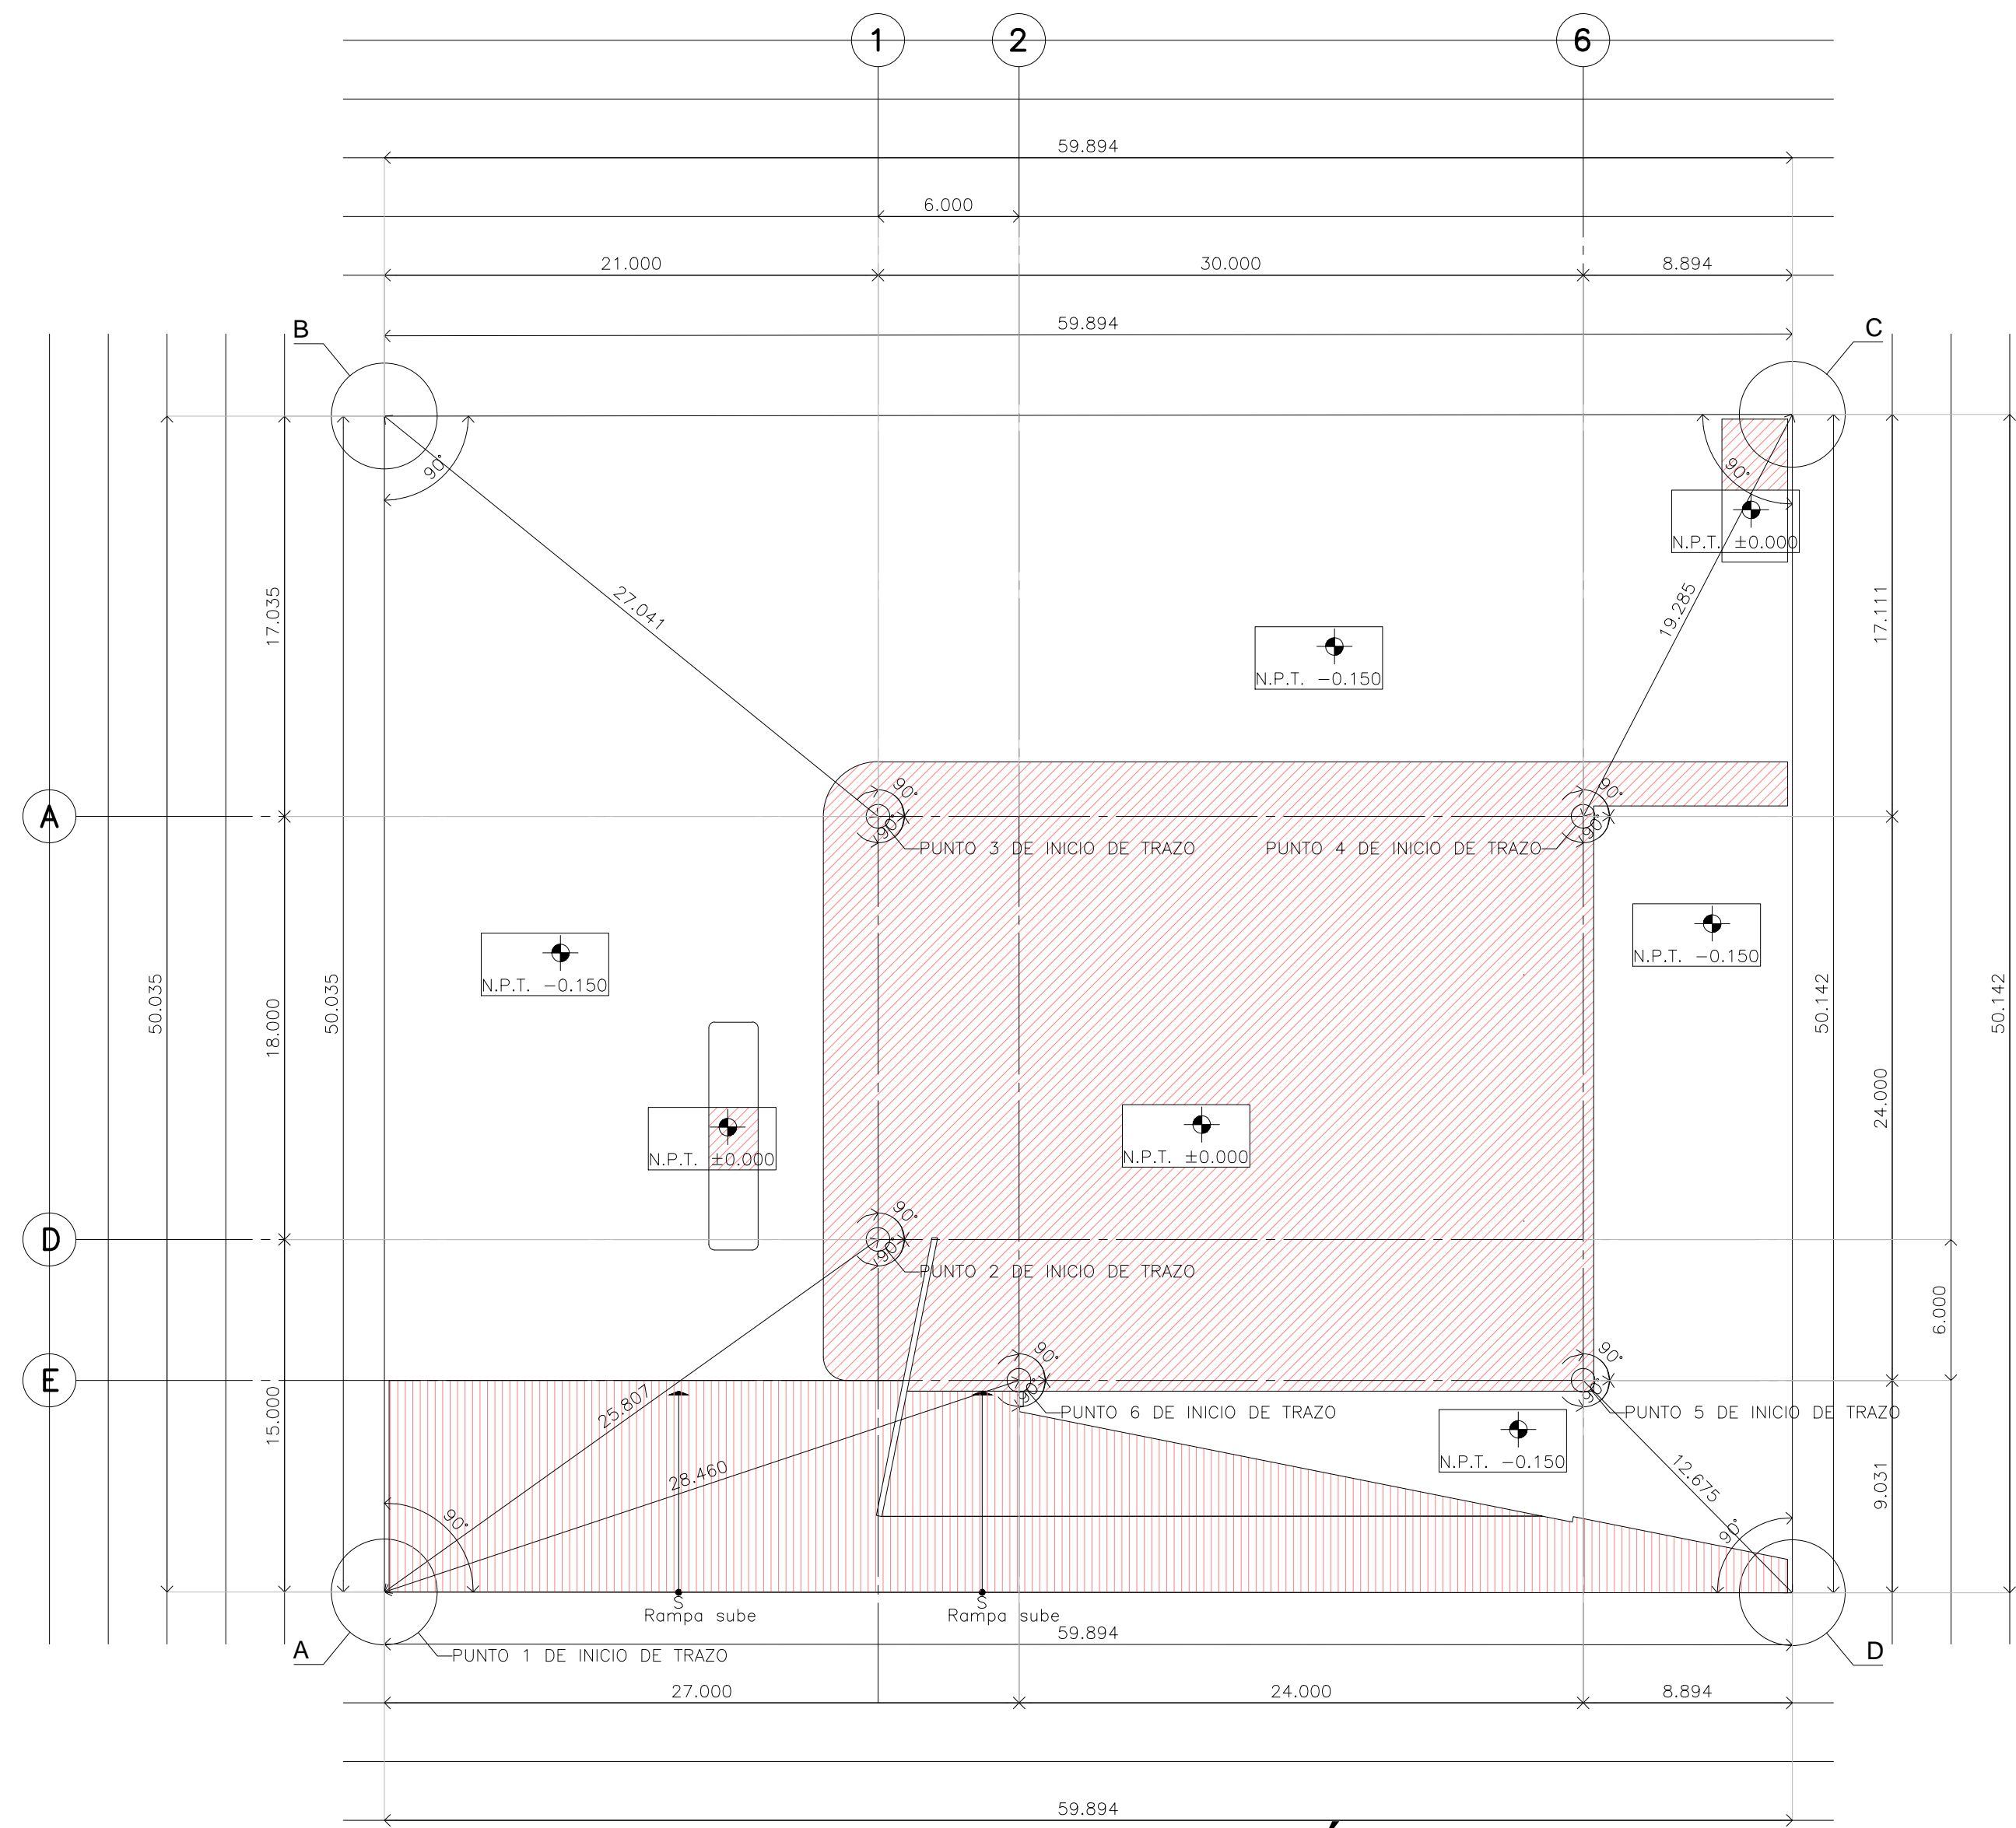 1 2 6
59.894
6.000
21.000 30.000 8.894
59.894
B C
90° 90°
N.P.T. ±0.000
17.035 27.041 19.285 17.111
N.P.T. -0.150
A
90° 90°
90° 90°
PUNTO 3 DE INICIO DE TRAZO PUNTO 4 DE INICIO DE TRAZO
N.P.T. -0.150
N.P.T. -0.150
50.035 18.000 50.035 50.142 24.000 50.142
N.P.T. ±0.000 N.P.T. ±0.000
D
90°
90°
PUNTO 2 DE INICIO DE TRAZO
6.000
E
90° 90°
90° 90°
PUNTO 6 DE INICIO DE TRAZO PUNTO 5 DE INICIO DE TRAZO
15.000 25.807
N.P.T. -0.150
28.460 12.675 9.031
90° 90°
S S
Rampa sube Rampa sube
59.894
A PUNTO 1 DE INICIO DE TRAZO D
27.000 24.000 8.894
59.894